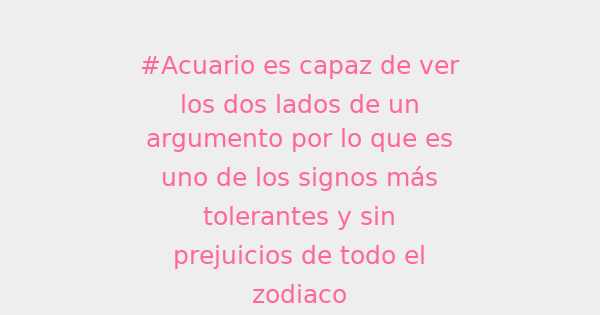 #Acuario es capaz de ver
los dos lados de un
argumento por lo que es
uno de los signos más
tolerantes y sin
prejuicios de todo el
zodiaco